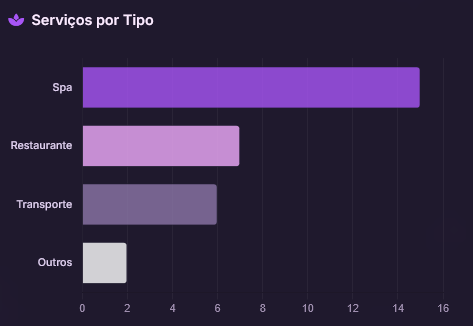 Serviços por Tipo
Spa
Restaurante
Transporte
Outros
0 2 4 6 8 10 12 14 16